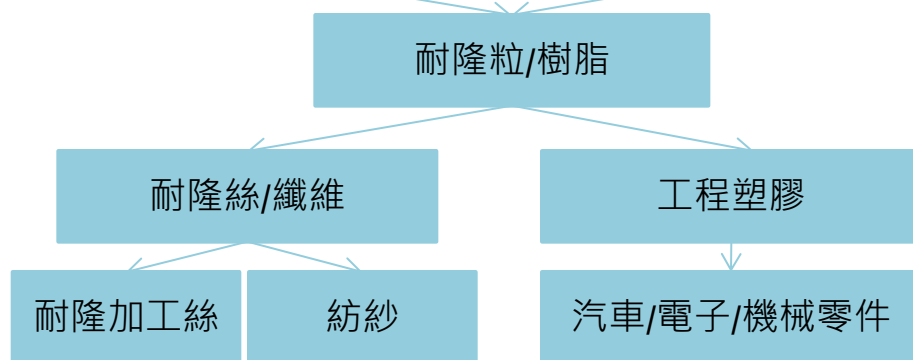 耐隆粒/樹脂
耐隆絲/纖維
工程塑膠
耐隆加工絲
紡紗
汽車/電子/機械零件